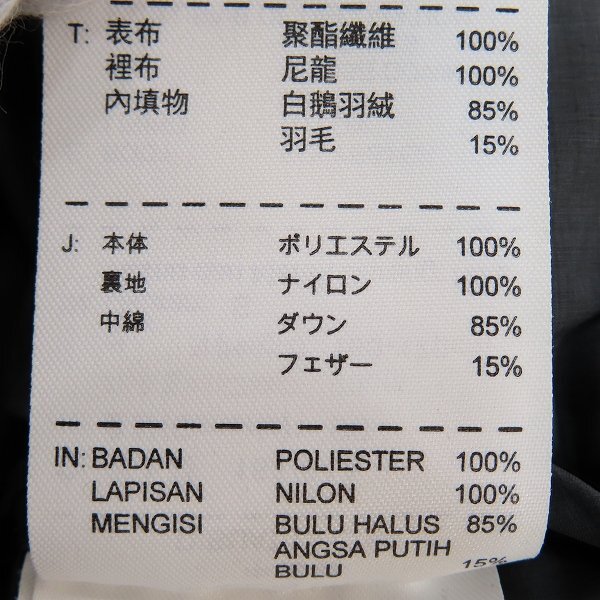 T: 表布 聚酯纖維 100%
裡布 尼龍 100%
內填物 白鵝羽絨 85%
羽毛 15%
J: 本体 ポリエステル 100%
裏地 ナイロン 100%
中綿 ダウン 85%
フェザー 15%
IN: BADAN POLIESTER 100%
LAPISAN NILON 100%
MENGISI BULU HALUS 85%
ANGSA PUTIH
BULU 15%